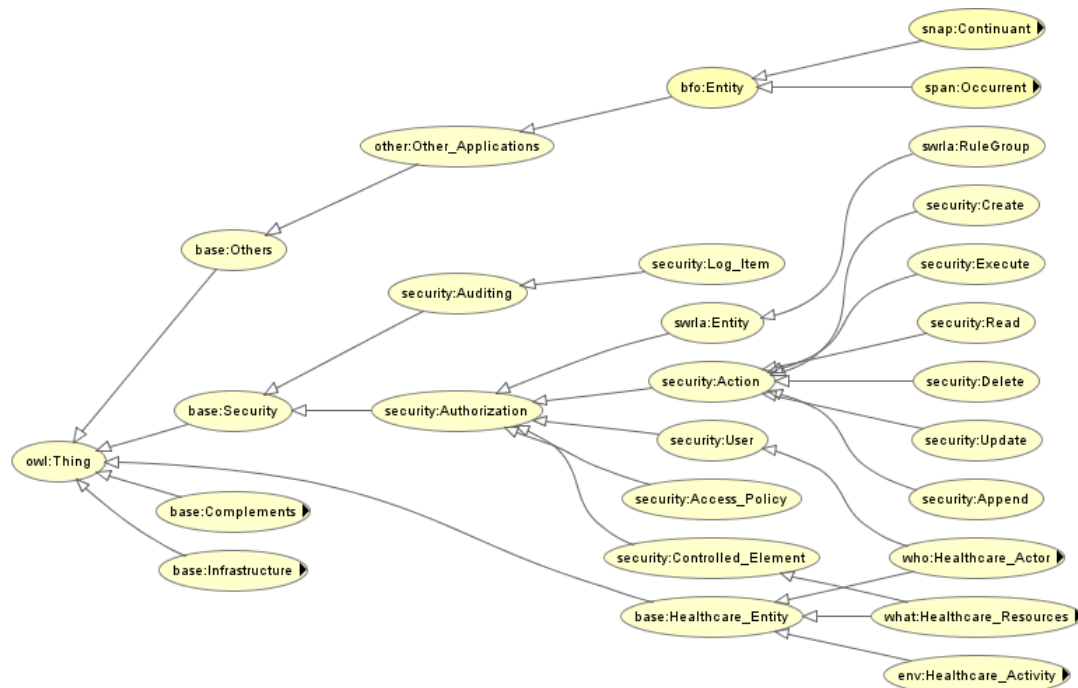 snap:Continuant
bfo:Entity
span:Occurrent
other:Other_Applications
swrla:RuleGroup
security:Create
base:Others
security:Log_Item
security:Execute
security:Auditing
swrla:Entity
security:Read
security:Action
security:Delete
base:Security
security:Authorization
security:User
security:Update
owl:Thing
security:Access_Policy
security:Append
base:Complements
security:Controlled_Element
who:Healthcare_Actor
base:Infrastructure
base:Healthcare_Entity
what:Healthcare_Resources
env:Healthcare_Activity